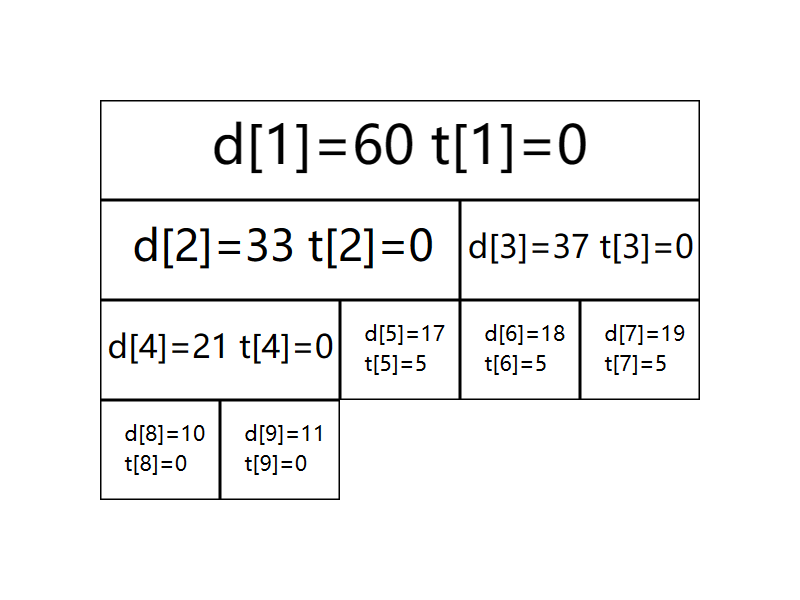 d[1]=60 t[1]=0
d[2]=33 t[2]=0
d[3]=37 t[3]=0
d[4]=21 t[4]=0
d[5]=17
t[5]=5
d[6]=18
t[6]=5
d[7]=19
t[7]=5
d[8]=10
t[8]=0
d[9]=11
t[9]=0